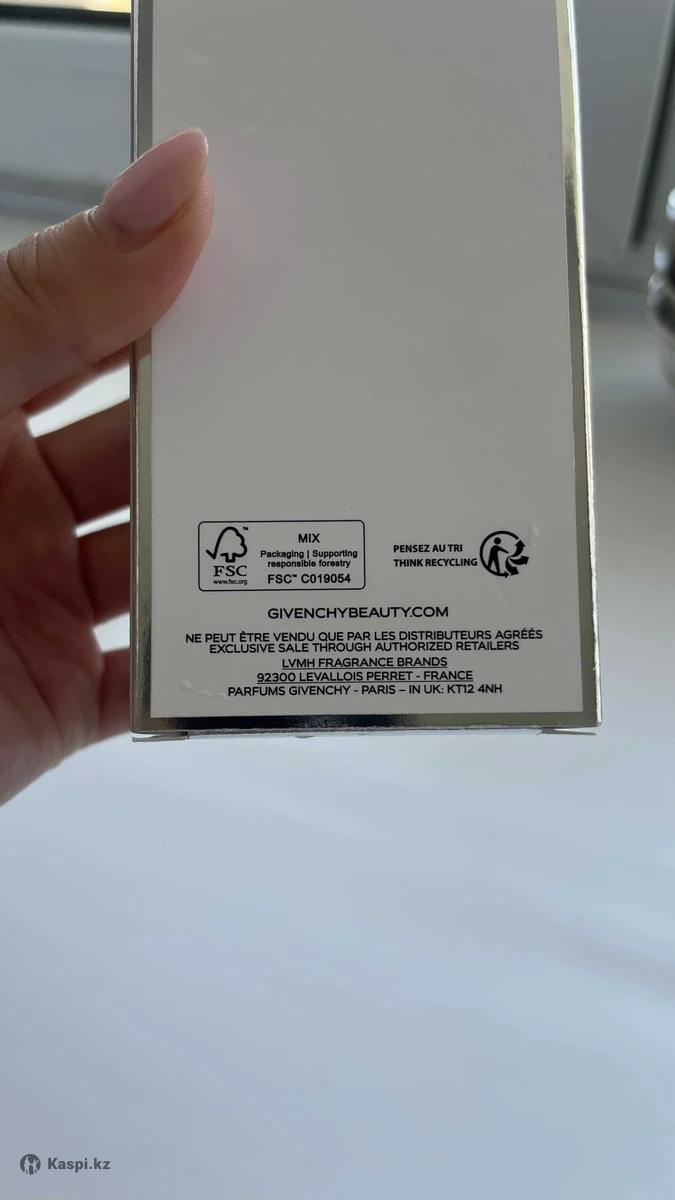 MIX
Packaging | Supporting
responsible forestry
FSC™ C019054
FSC
www.fsc.org
PENSEZ AU TRI
THINK RECYCLING
GIVENCHYBEAUTY.COM
NE PEUT ÊTRE VENDU QUE PAR LES DISTRIBUTEURS AGRÉÉS
EXCLUSIVE SALE THROUGH AUTHORIZED RETAILERS
LVMH FRAGRANCE BRANDS
92300 LEVALLOIS PERRET - FRANCE
PARFUMS GIVENCHY - PARIS – IN UK: KT12 4NH
Kaspi.kz